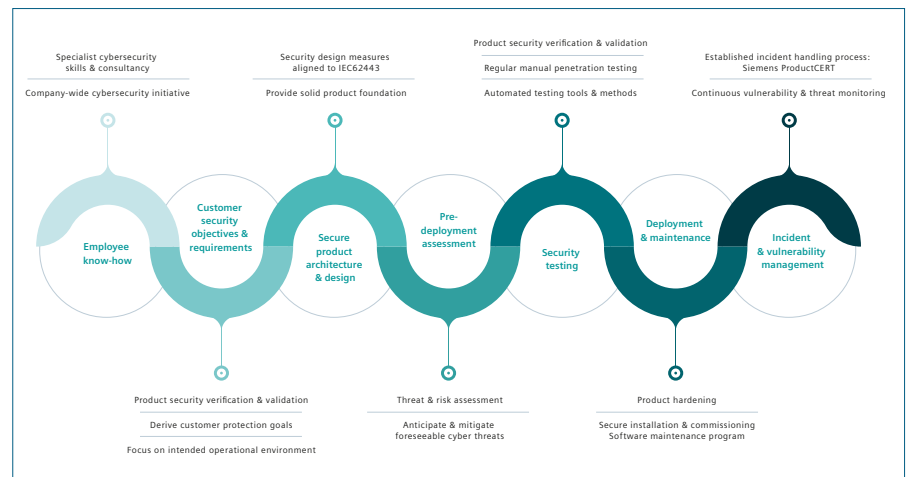 Specialist cybersecurity
skills & consultancy
Company-wide cybersecurity initiative
Security design measures
aligned to IEC62443
Provide solid product foundation
Product security verification & validation
Regular manual penetration testing
Automated testing tools & methods
Established incident handling process:
Siemens ProductCERT
Continuous vulnerability & threat monitoring
Employee
know-how
Customer
security
objectives &
requirements
Secure
product
architecture
& design
Pre-
deployment
assessment
Security
testing
Deployment
& maintenance
Incident
& vulnerability
management
Product security verification & validation
Derive customer protection goals
Focus on intended operational environment
Threat & risk assessment
Anticipate & mitigate
foreseeable cyber threats
Product hardening
Secure installation & commissioning
Software maintenance program